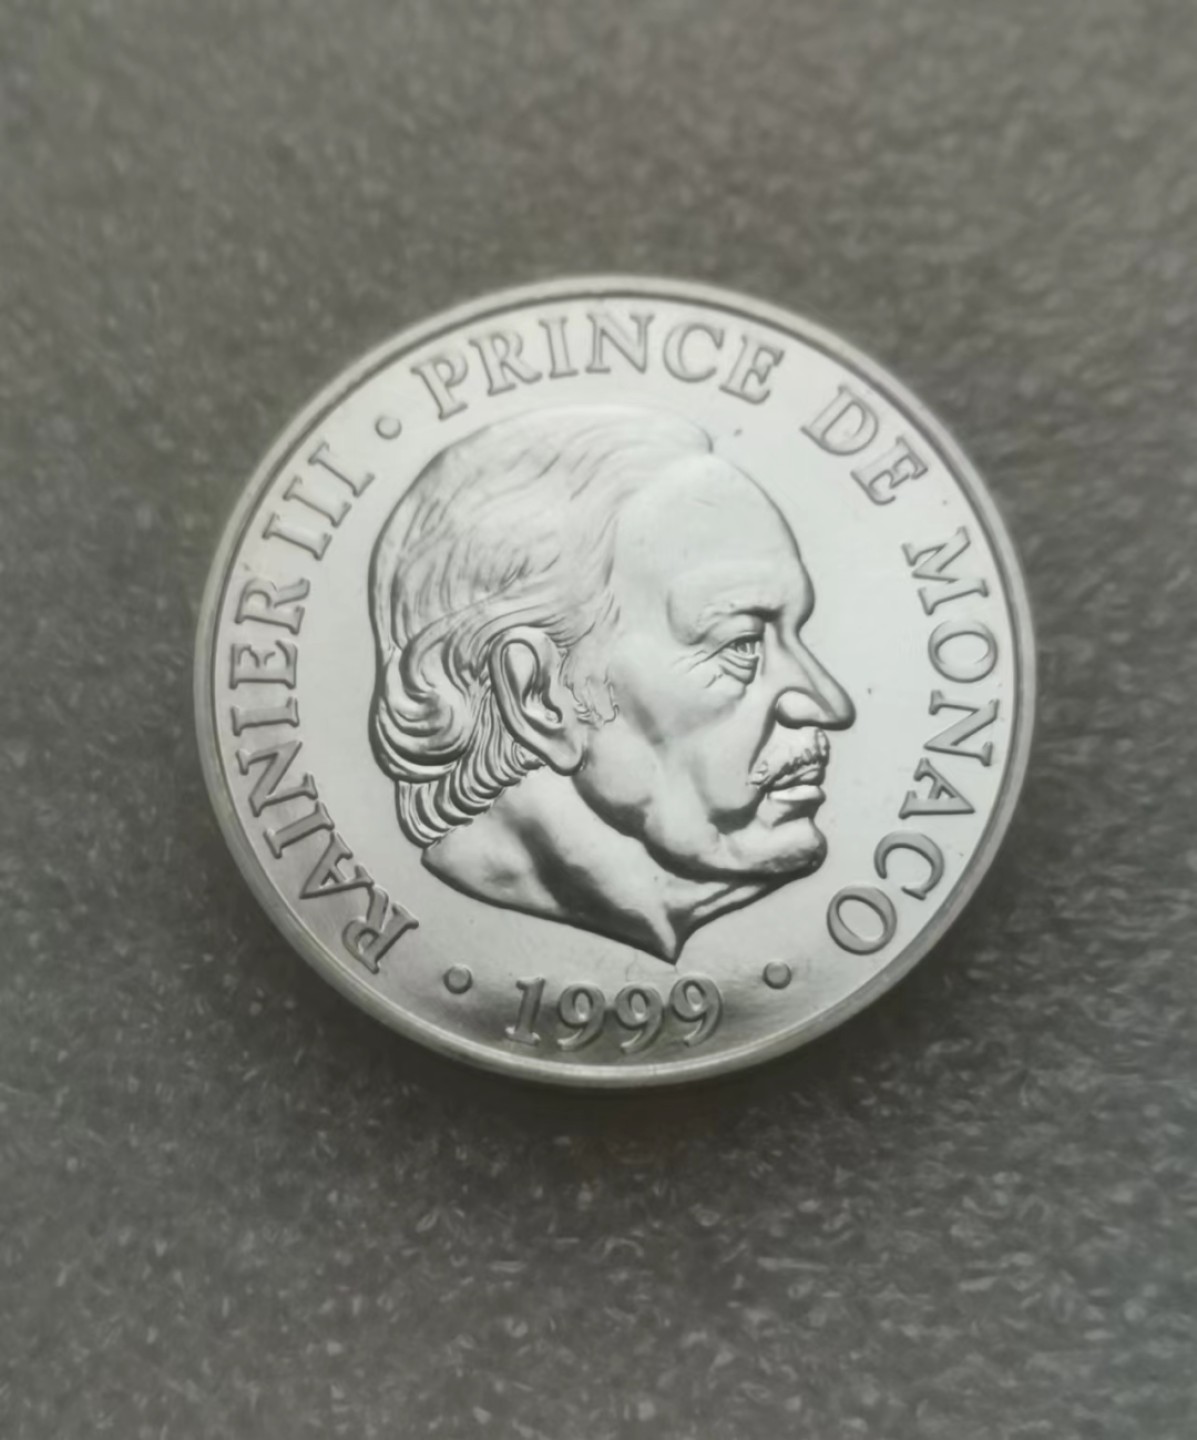 RAINIER III • PRINCE DE MONACO
• 1999 •